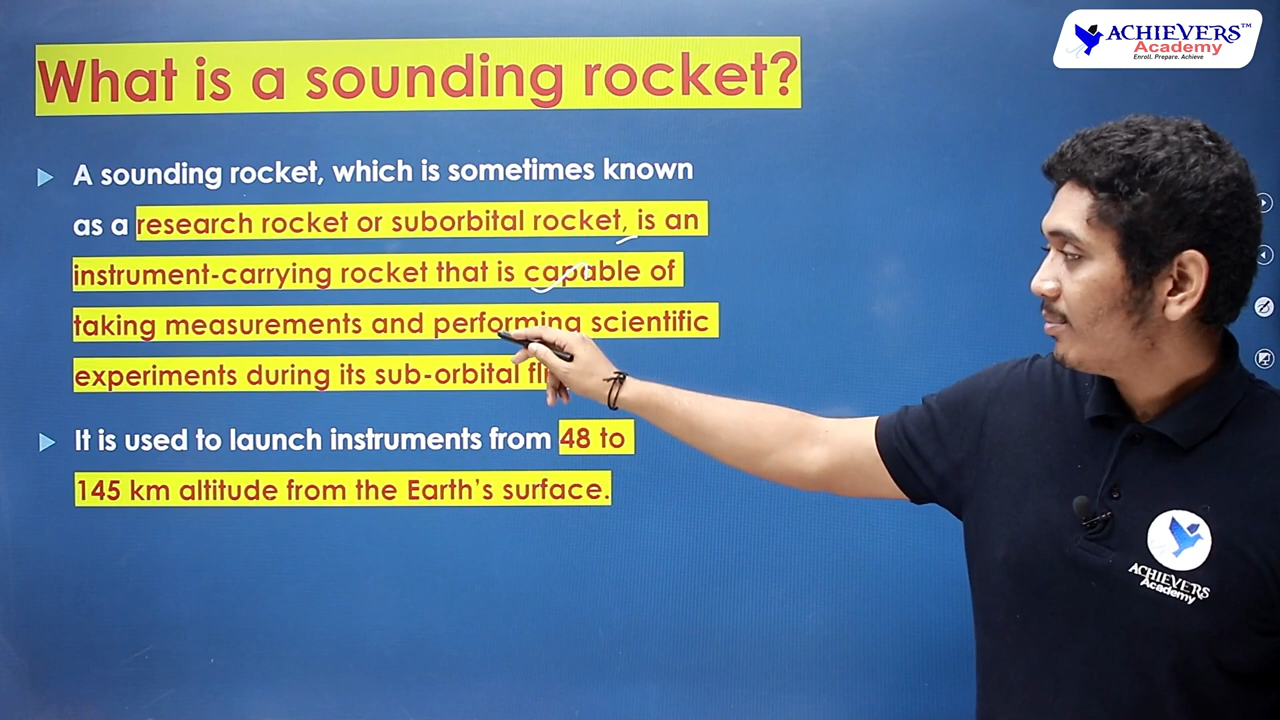 What is a sounding rocket?
A sounding rocket, which is sometimes known
as a research rocket or suborbital rocket, is an
instrument-carrying rocket that is capable of
taking measurements and performing scientific
experiments during its sub-orbital
It is used to launch instruments from 48 to
145 km altitude from the Earth's surface.
ACHIEVERS™
Academy
Enroll. Prepare. Achieve
ACHIEVERS
Academy